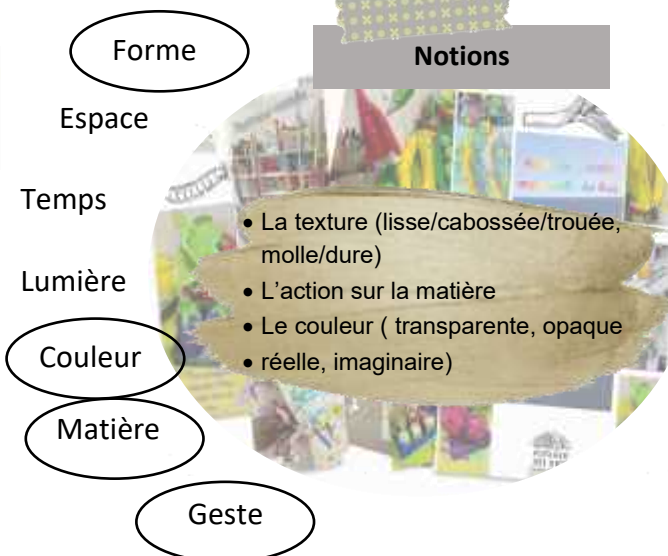 Forme
Notions
Espace
Temps
Lumière
Couleur
Matière
Geste
• La texture (lisse/cabossée/trouée,
molle/dure)
• L'action sur la matière
• Le couleur ( transparente, opaque
• réelle, imaginaire)